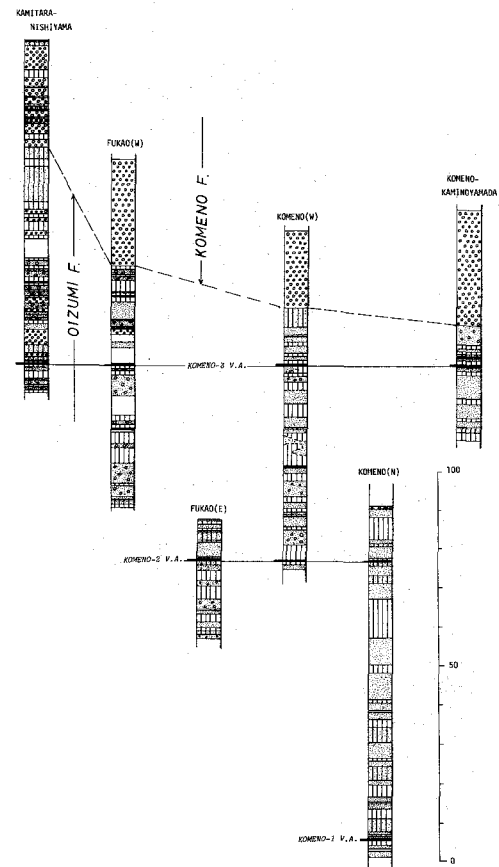 KAMITARA-
NISHIYAMA
FUKAO(W)
KOMENO F.
KOMENO(W)
KOMENO-
KAMINOYAMADA
OIZUMI F.
KOMENO-3 V.A.
KOMENO(N)
100
FUKAO(E)
KOMENO-2 V.A.
50
KOMENO-1 V.A.
0